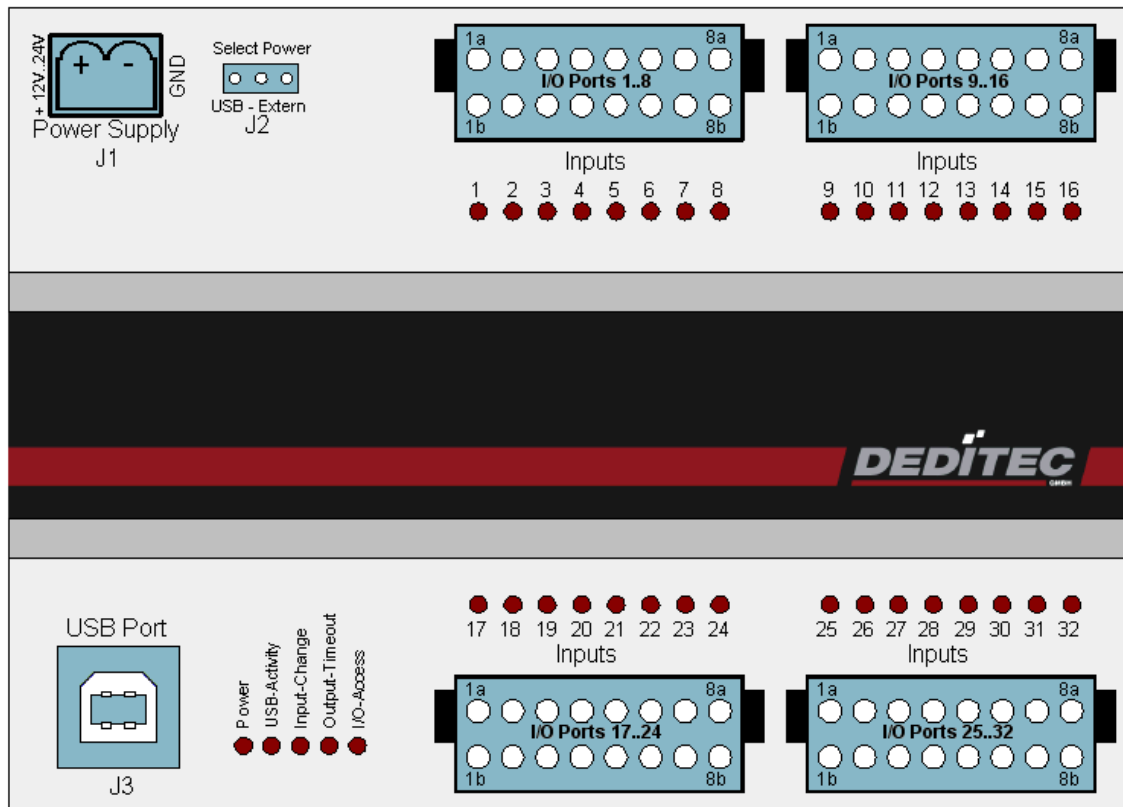 + 12V..24V
+ -
GND
Power Supply
J1
Select Power
USB - Extern
J2
1a 8a
I/O Ports 1..8
1b 8b
Inputs
1 2 3 4 5 6 7 8
1a 8a
I/O Ports 9..16
1b 8b
Inputs
9 10 11 12 13 14 15 16
DEDITEC
GMBH
USB Port
J3
Power
USB-Activity
Input-Change
Output-Timeout
I/O-Access
17 18 19 20 21 22 23 24
Inputs
1a 8a
I/O Ports 17..24
1b 8b
25 26 27 28 29 30 31 32
Inputs
1a 8a
I/O Ports 25..32
1b 8b